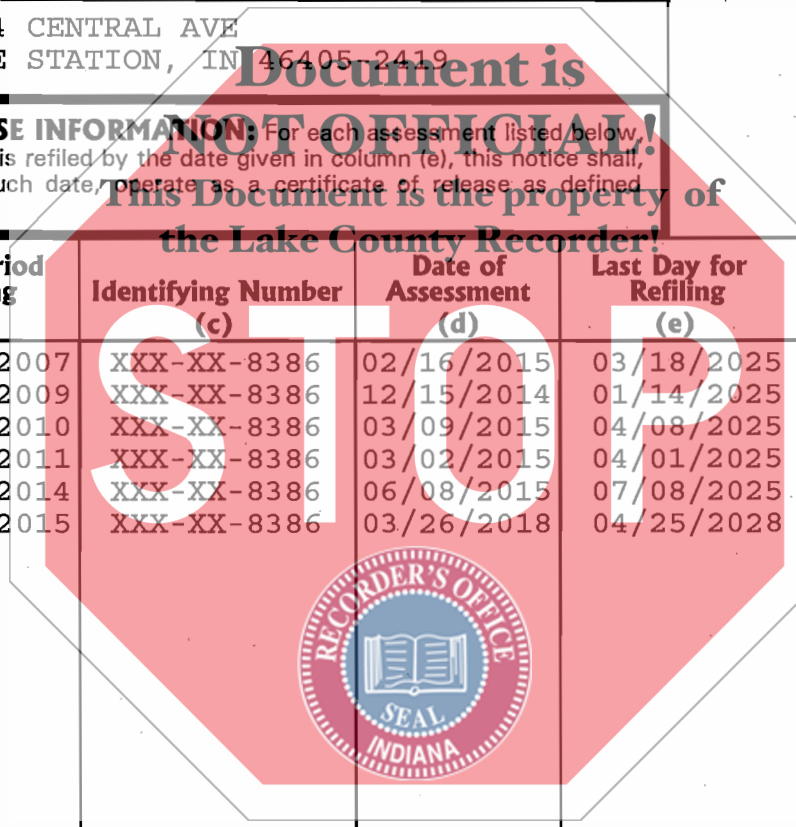 CENTRAL AVE
STATION, IN 46405-2419
Document is
NOT OFFICIAL!
This Document is the property of
the Lake County Recorder!
SE INFORMATION: For each assessment listed below,
is refiled by the date given in column (e), this notice shall,
uch date, operate as a certificate of release as defined
riod
g
Identifying Number
(c)
Date of
Assessment
(d)
Last Day for
Refiling
(e)
2007 XXX-XX-8386 02/16/2015 03/18/2025
2009 XXX-XX-8386 12/15/2014 01/14/2025
2010 XXX-XX-8386 03/09/2015 04/08/2025
2011 XXX-XX-8386 03/02/2015 04/01/2025
2014 XXX-XX-8386 06/08/2015 07/08/2025
2015 XXX-XX-8386 03/26/2018 04/25/2028
STOP
RECORDER'S OFFICE
SEAL
INDIANA